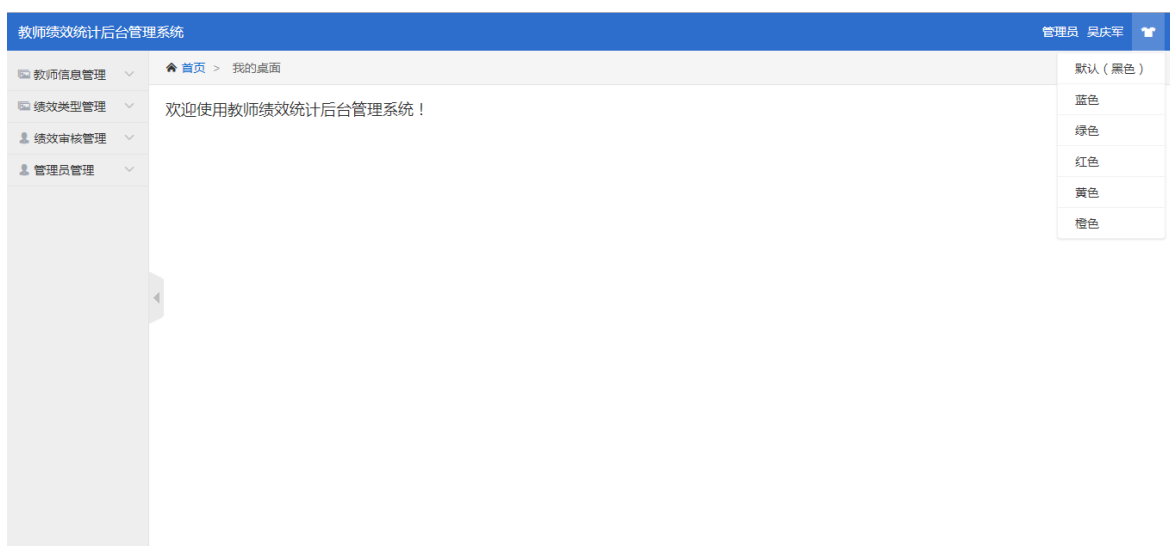 教师绩效统计后台管理系统
管理员 吴庆军
教师信息管理
绩效类型管理
绩效审核管理
管理员管理
首页 > 我的桌面
欢迎使用教师绩效统计后台管理系统！
默认（黑色）
蓝色
绿色
红色
黄色
橙色